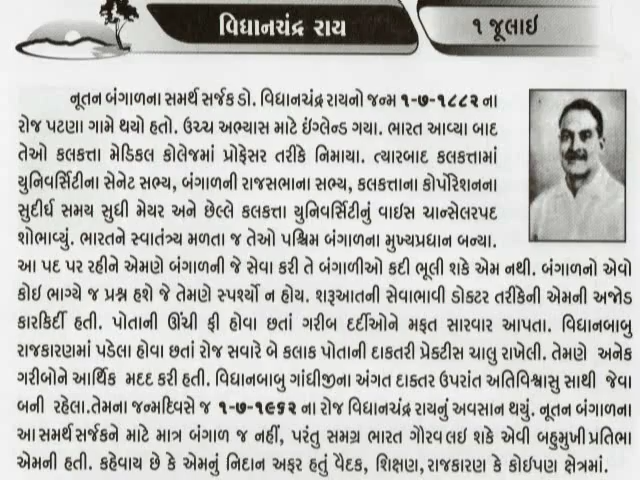 વિધાનચંદ્ર રાય
૧ જૂલાઇ
નૂતન બંગાળના સમર્થ સર્જક ડો. વિધાનચંદ્ર રાયનો જન્મ ૧-૭-૧૮૮૨ ના
રોજ પટણા ગામે થયો હતો. ઉચ્ચ અભ્યાસ માટે ઇંગ્લેન્ડ ગયા. ભારત આવ્યા બાદ
તેઓ કલકત્તા મેડિકલ કોલેજમાં પ્રોફેસર તરીકે નિમાયા. ત્યારબાદ કલકત્તામાં
યુનિવર્સિટીના સેનેટ સભ્ય, બંગાળની રાજસભાના સભ્ય, કલકત્તાના કોર્પોરેશનના
સુદીર્ઘ સમય સુધી મેયર અને છેલ્લે કલકત્તા યુનિવર્સિટીનું વાઇસ ચાન્સેલરપદ
શોભાવ્યું. ભારતને સ્વાતંત્ર્ય મળતા જ તેઓ પશ્ચિમ બંગાળના મુખ્યપ્રધાન બન્યા.
આ પદ પર રહીને એમણે બંગાળની જે સેવા કરી તે બંગાળીઓ કદી ભૂલી શકે એમ નથી. બંગાળનો એવો
કોઇ ભાગ્યે જ પ્રશ્ન હશે જે તેમણે સ્પર્શ્યો ન હોય. શરૂઆતની સેવાભાવી ડોક્ટર તરીકેની એમની અજોડ
કારકિર્દી હતી. પોતાની ઊંચી ફી હોવા છતાં ગરીબ દર્દીઓને મફત સારવાર આપતા. વિધાનબાબુ
રાજકારણમાં પડેલા હોવા છતાં રોજ સવારે બે કલાક પોતાની દાક્તરી પ્રેક્ટીસ ચાલુ રાખેલી. તેમણે અનેક
ગરીબોને આર્થિક મદદ કરી હતી. વિધાનબાબુ ગાંધીજીના અંગત દાક્તર ઉપરાંત અતિવિશ્વાસુ સાથી જેવા
બની રહેલા.તેમના જન્મદિવસે જ ૧-૭-૧૯૬૨ ના રોજ વિધાનચંદ્ર રાયનું અવસાન થયું. નૂતન બંગાળના
આ સમર્થ સર્જકને માટે માત્ર બંગાળ જ નહીં, પરંતુ સમગ્ર ભારત ગૌરવ લઇ શકે એવી બહુમુખી પ્રતિભા
એમની હતી. કહેવાય છે કે એમનું નિદાન અફર હતું વૈદક, શિક્ષણ, રાજકારણ કે કોઇપણ ક્ષેત્રમાં.